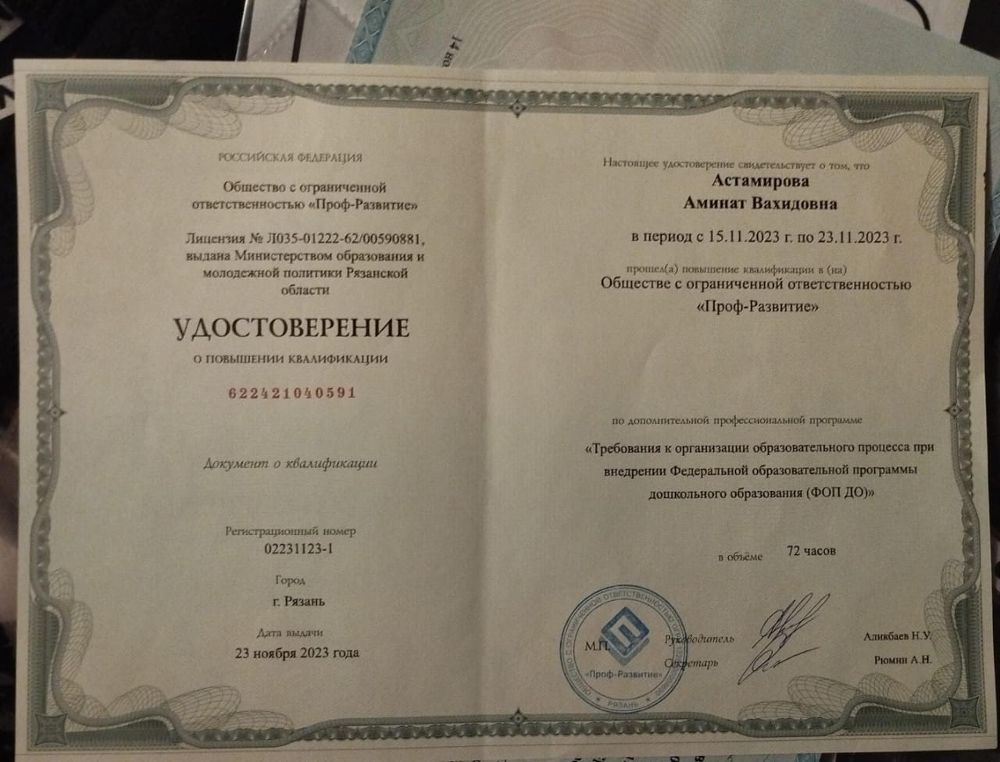 14 но
РОССИЙСКАЯ ФЕДЕРАЦИЯ
Общество с ограниченной
ответственностью «Проф-Развитие»
Лицензия № Л035-01222-62/00590881,
выдана Министерством образования и
молодежной политики Рязанской
области
УДОСТОВЕРЕНИЕ
О ПОВЫШЕНИИ КВАЛИФИКАЦИИ
622421040591
Документ о квалификации
Регистрационный номер
02231123-1
Город
г. Рязань
Дата выдачи
23 ноября 2023 года
Настоящее удостоверение свидетельствует о том, что
Астамирова
Аминат Вахидовна
в период с 15.11.2023 г. по 23.11.2023 г.
прошел(а) повышение квалификации в (на)
Обществе с ограниченной ответственностью
«Проф-Развитие»
по дополнительной профессиональной программе
«Требования к организации образовательного процесса при
внедрении Федеральной образовательной программы
дошкольного образования (ФОП ДО)»
в объёме 72 часов
ОБЩЕСТВО С ОГРАНИЧЕННОЙ ОТВЕТСТВЕННОСТЬЮ
«Проф-Развитие»
РЯЗАНЬ
М.П. Руководитель Аликбаев Н.У.
Секретарь Рюмин А.Н.